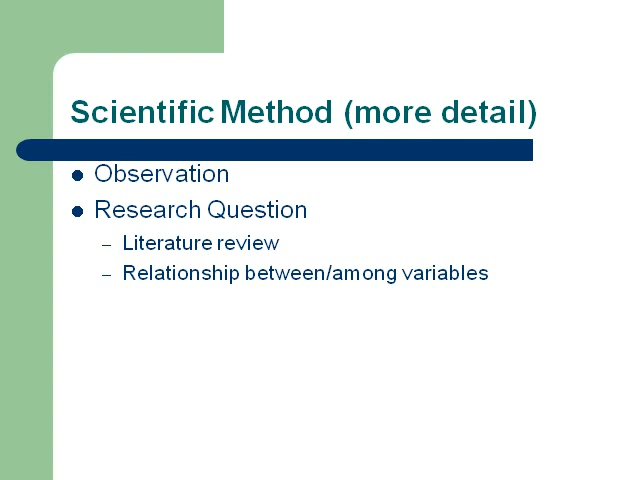 Scientific Method (more detail)
● Observation
● Research Question
– Literature review
– Relationship between/among variables